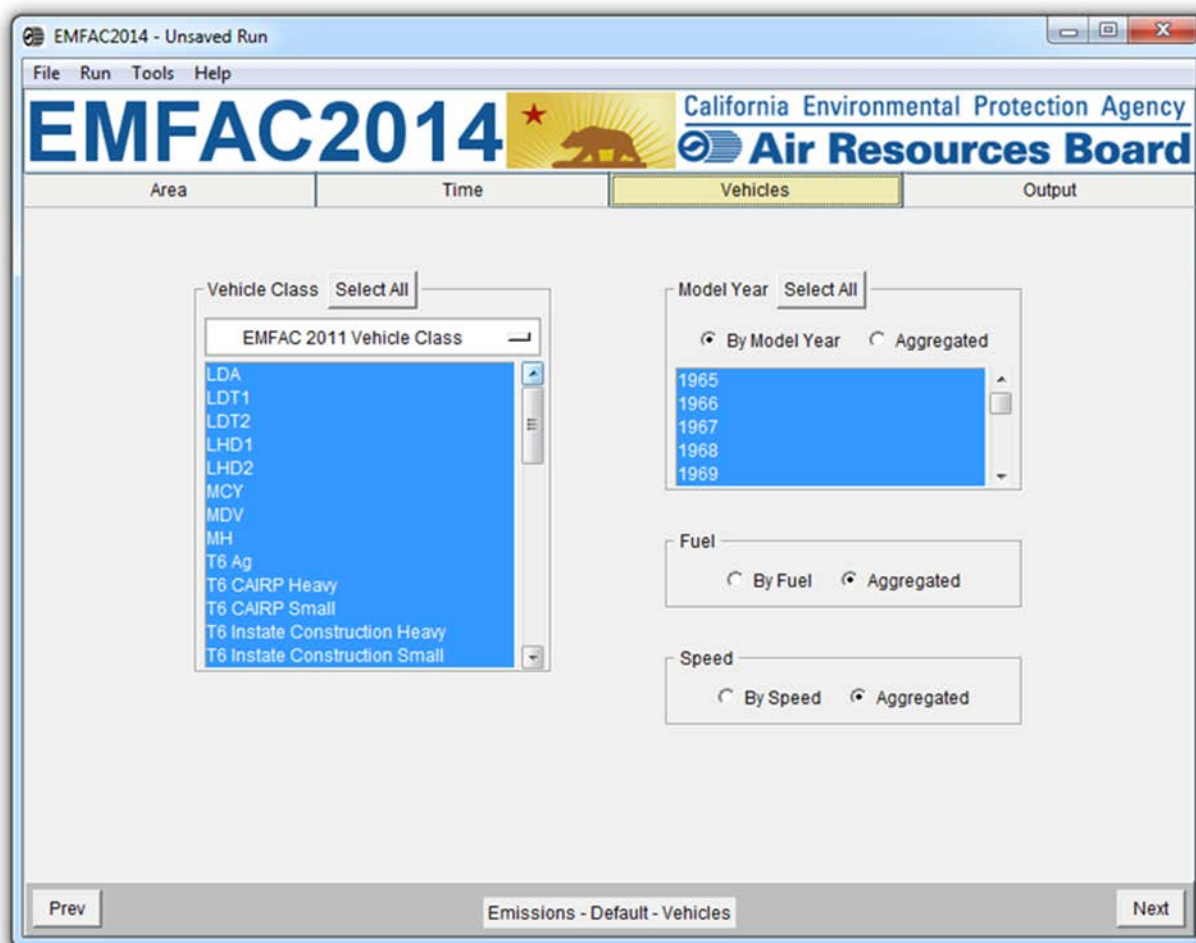 EMFAC2014 - Unsaved Run
File Run Tools Help
EMFAC2014
California Environmental Protection Agency
Air Resources Board
Area Time Vehicles Output
Vehicle Class Select All
EMFAC 2011 Vehicle Class
LDA
LDT1
LDT2
LHD1
LHD2
MCY
MDV
MH
T6 Ag
T6 CAIRP Heavy
T6 CAIRP Small
T6 Instate Construction Heavy
T6 Instate Construction Small
Model Year Select All
By Model Year Aggregated
1965
1966
1967
1968
1969
Fuel
By Fuel Aggregated
Speed
By Speed Aggregated
Prev Emissions - Default - Vehicles Next